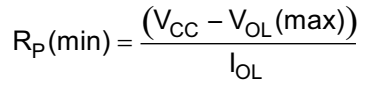 R_P(min) = (V_CC – V_OL(max)) / I_OL